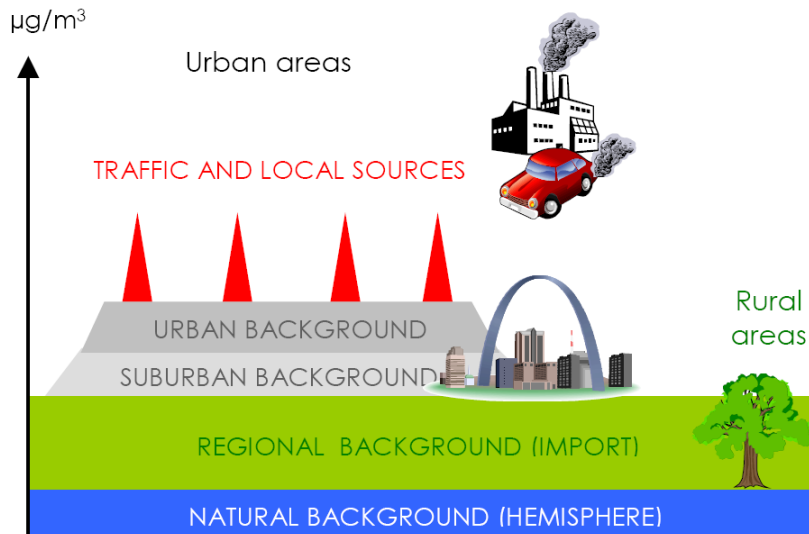 µg/m³
Urban areas
TRAFFIC AND LOCAL SOURCES
Rural
areas
URBAN BACKGROUND
SUBURBAN BACKGROUND
REGIONAL BACKGROUND (IMPORT)
NATURAL BACKGROUND (HEMISPHERE)